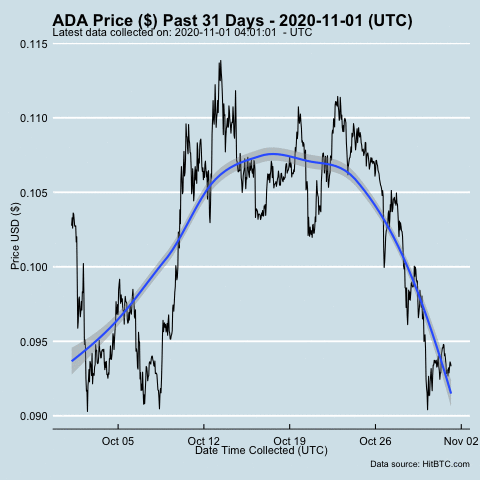 ADA Price ($) Past 31 Days - 2020-11-01 (UTC)
Latest data collected on: 2020-11-01 04:01:01 - UTC
0.115
0.110
0.105
0.100
0.095
0.090
Price USD ($)
Oct 05 Oct 12 Oct 19 Oct 26 Nov 02
Date Time Collected (UTC)
Data source: HitBTC.com